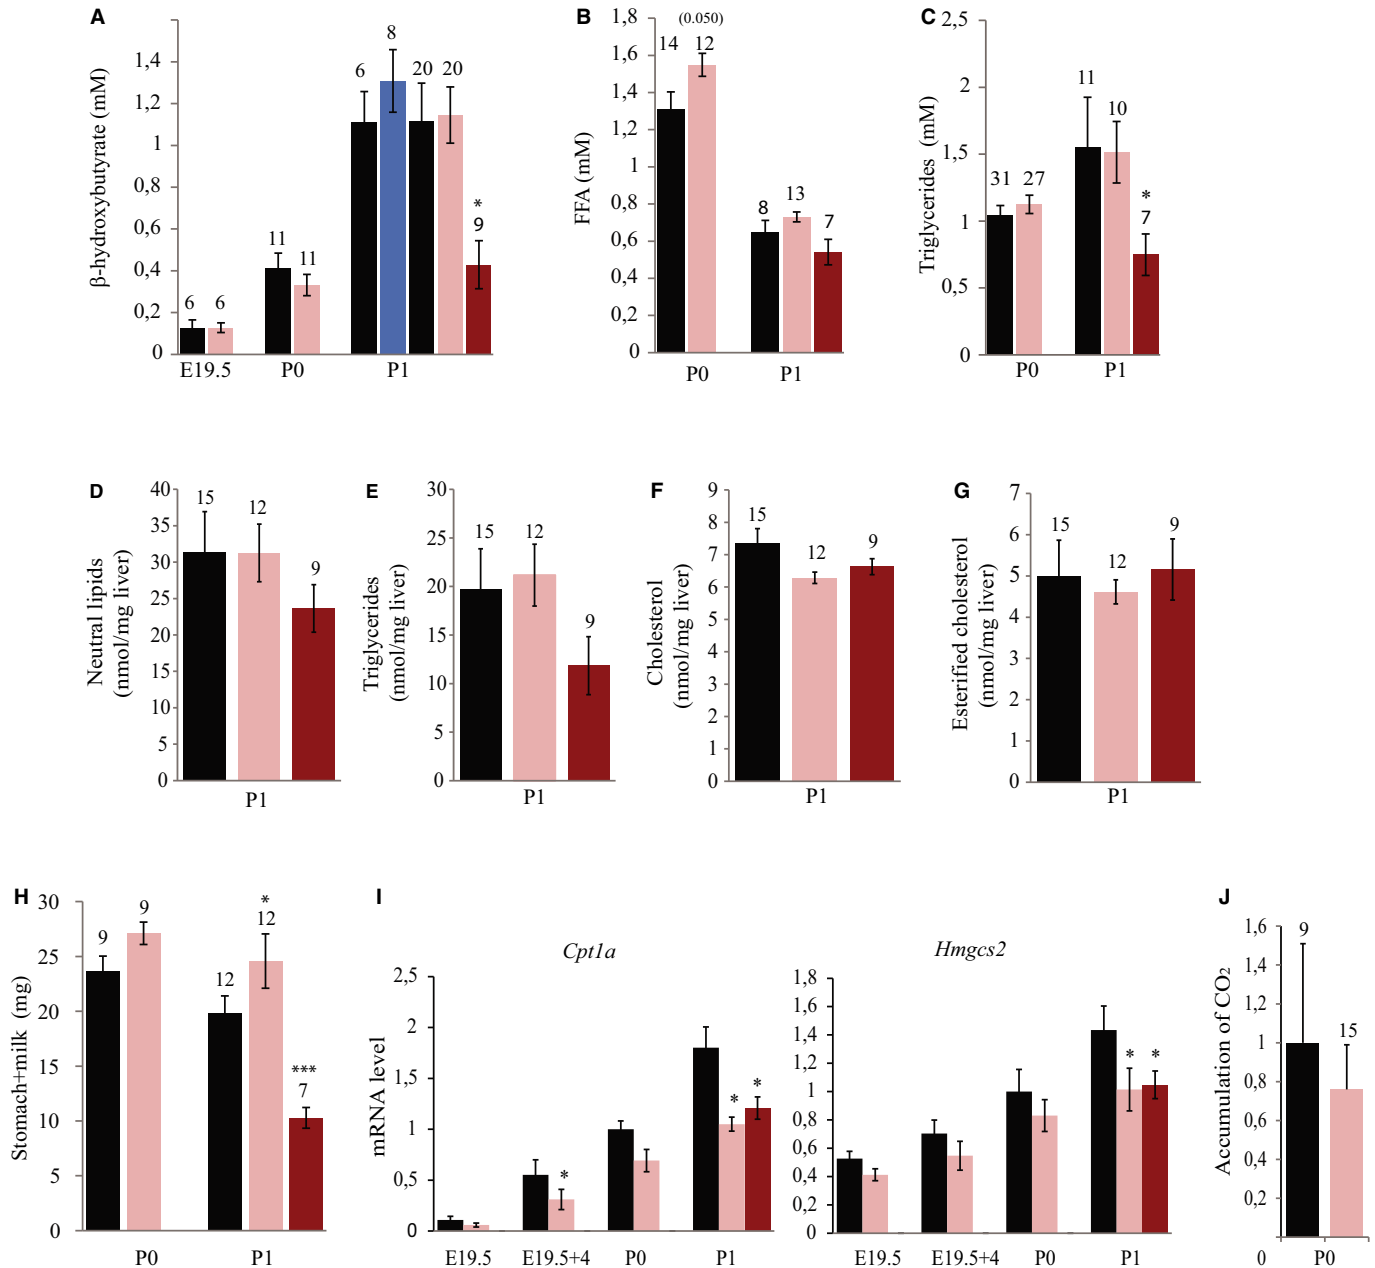 A
β-hydroxybutyrate (mM)
1,4
1,2
1
0,8
0,6
0,4
0,2
0
6 6
11 11
6 8 20 20
*
9
E19.5 P0 P1
B
FFA (mM)
1,8
1,6
1,4
1,2
1
0,8
0,6
0,4
0,2
0
(0.050)
14 12
8 13 7
P0 P1
C
Triglycerides (mM)
2,5
2
1,5
1
0,5
0
31 27
11 10
*
7
P0 P1
D
Neutral lipids
(nmol/mg liver)
40
35
30
25
20
15
10
5
0
15 12 9
P1
E
Triglycerides
(nmol/mg liver)
30
25
20
15
10
5
0
15 12 9
P1
F
Cholesterol
(nmol/mg liver)
9
8
7
6
5
4
3
2
1
0
15 12 9
P1
G
Esterified cholesterol
(nmol/mg liver)
7
6
5
4
3
2
1
0
15 12 9
P1
H
Stomach+milk (mg)
30
25
20
15
10
5
0
9 9
*
12 12
***
7
P0 P1
I
mRNA level
Cpt1a
2,5
2
1,5
1
0,5
0
*
* *
E19.5 E19.5+4 P0 P1
Hmgcs2
1,8
1,6
1,4
1,2
1
0,8
0,6
0,4
0,2
0
* *
E19.5 E19.5+4 P0 P1
J
Accumulation of CO₂
1,6
1,4
1,2
1
0,8
0,6
0,4
0,2
0
9 15
P0